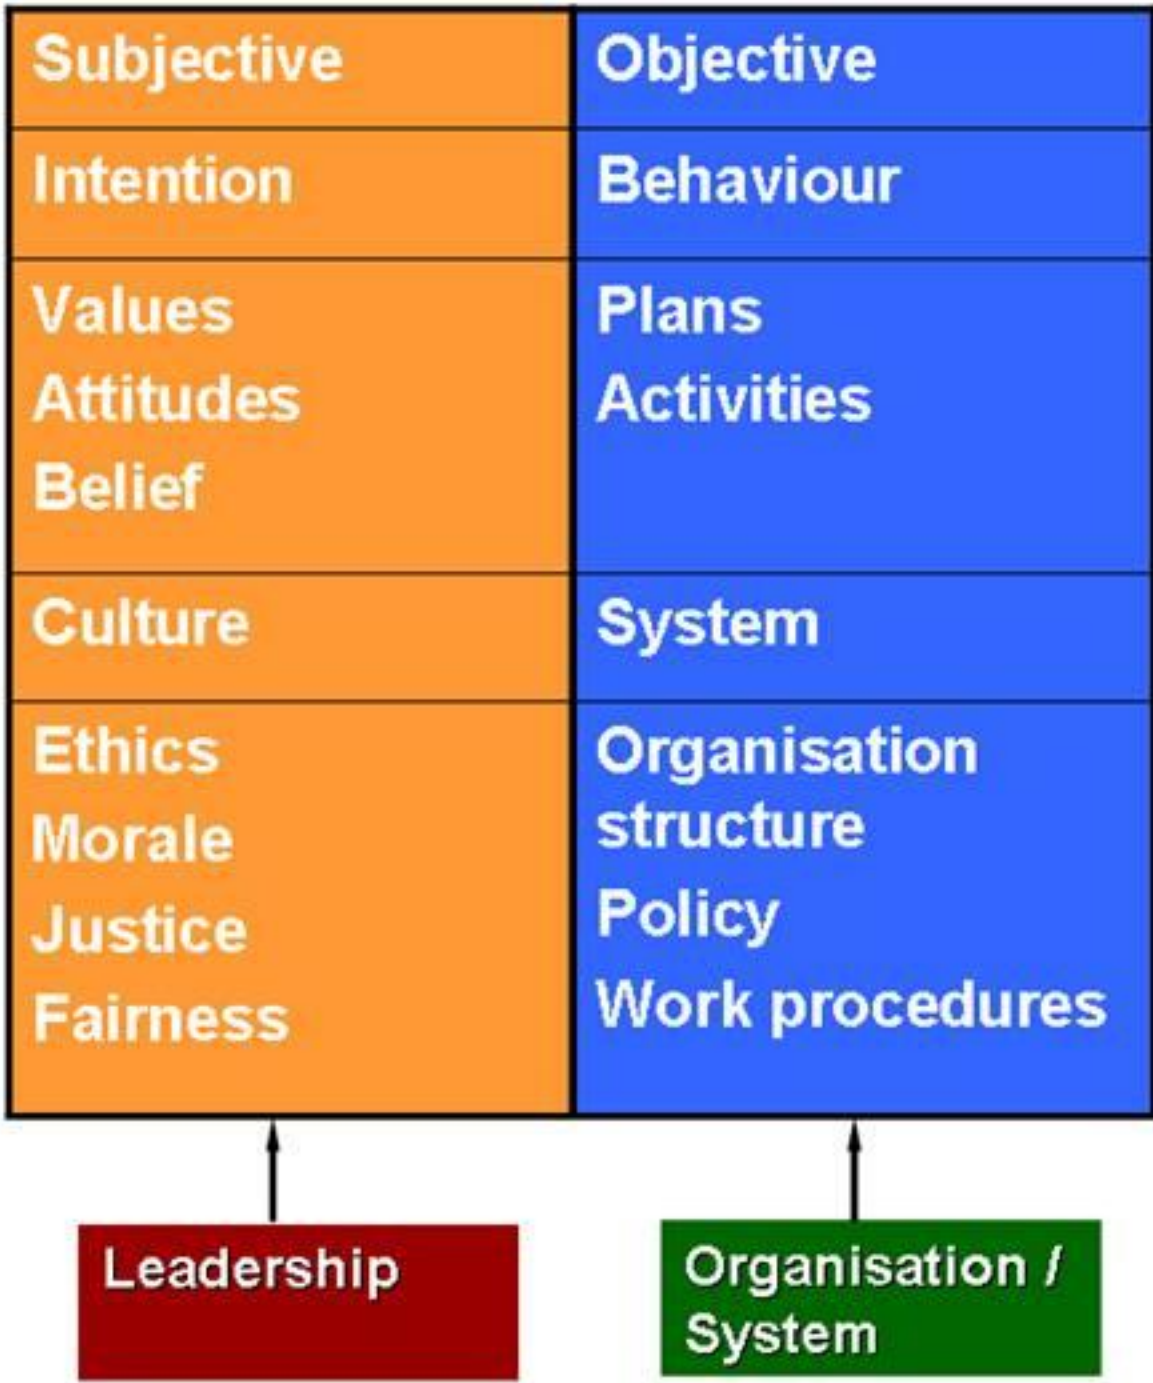 Subjective
Objective
Intention
Behaviour
Values
Attitudes
Belief
Plans
Activities
Culture
System
Ethics
Morale
Justice
Fairness
Organisation
structure
Policy
Work procedures
Leadership
Organisation /
System